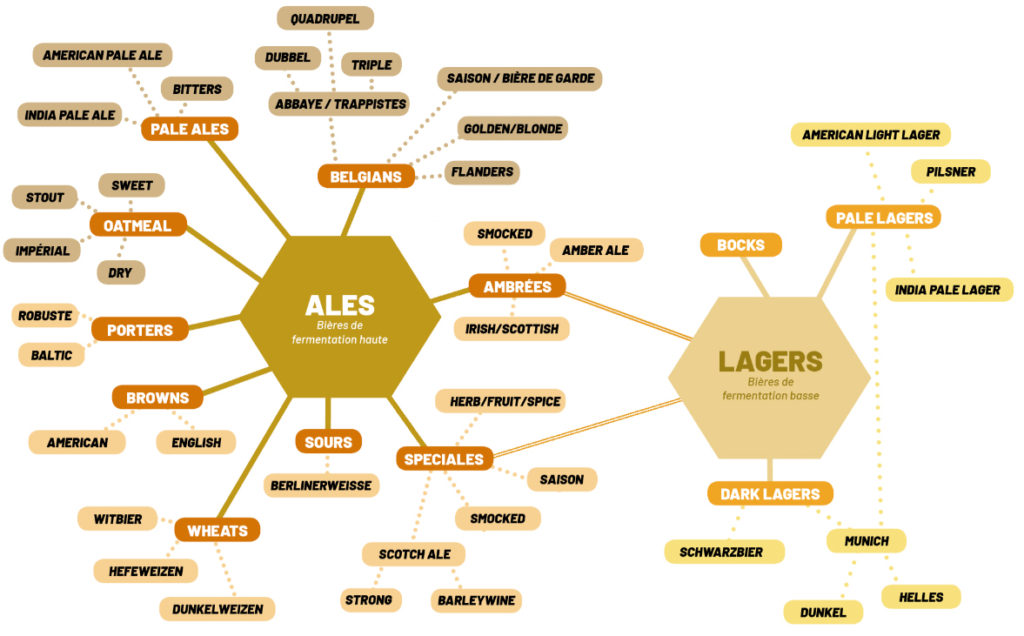 QUADRUPEL
AMERICAN PALE ALE
DUBBEL
TRIPLE
BITTERS
SAISON / BIÈRE DE GARDE
ABBAYE / TRAPPISTES
INDIA PALE ALE
PALE ALES
GOLDEN/BLONDE
AMERICAN LIGHT LAGER
BELGIANS
FLANDERS
PILSNER
SWEET
STOUT
OATMEAL
PALE LAGERS
SMOCKED
BOCKS
IMPÉRIAL
AMBER ALE
DRY
AMBRÉES
INDIA PALE LAGER
ALES
Bières de
fermentation haute
ROBUSTE
PORTERS
IRISH/SCOTTISH
BALTIC
LAGERS
Bières de
fermentation basse
BROWNS
HERB/FRUIT/SPICE
AMERICAN
ENGLISH
SOURS
SPECIALES
BERLINERWEISSE
SAISON
DARK LAGERS
WITBIER
WHEATS
SMOCKED
MUNICH
SCHWARZBIER
SCOTCH ALE
HEFEWEIZEN
STRONG
BARLEYWINE
HELLES
DUNKELWEIZEN
DUNKEL